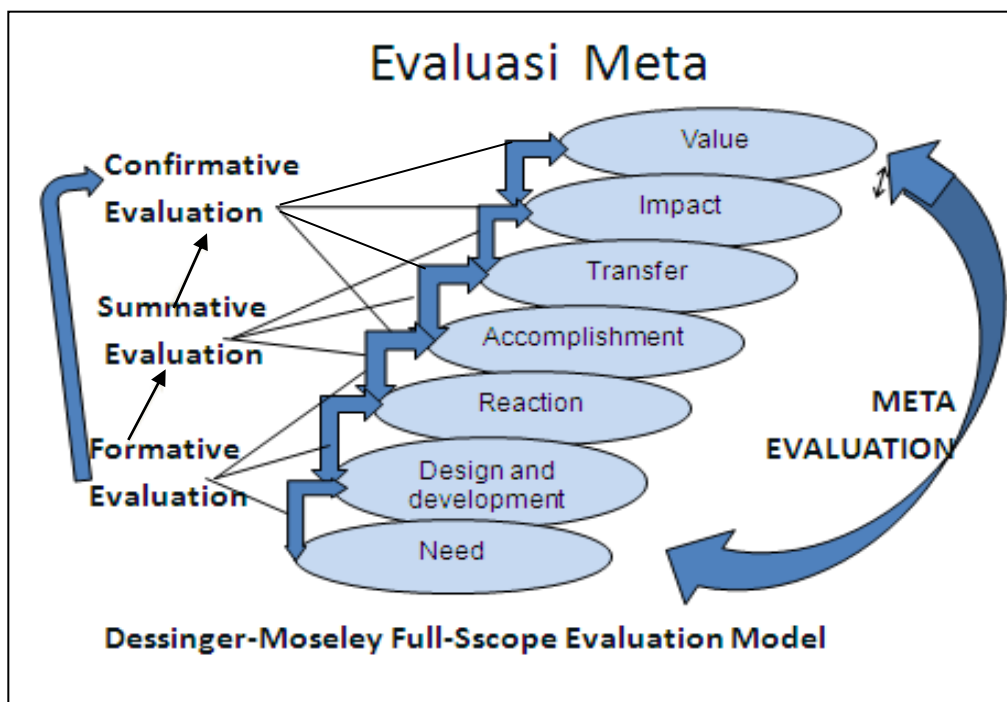 Evaluasi Meta
Confirmative
Evaluation
Summative
Evaluation
Formative
Evaluation
Value
Impact
Transfer
Accomplishment
Reaction
Design and
development
Need
META
EVALUATION
Dessinger-Moseley Full-Sscope Evaluation Model